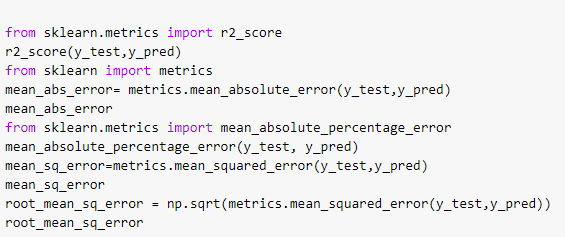 from sklearn.metrics import r2_score
r2_score(y_test,y_pred)
from sklearn import metrics
mean_abs_error= metrics.mean_absolute_error(y_test,y_pred)
mean_abs_error
from sklearn.metrics import mean_absolute_percentage_error
mean_absolute_percentage_error(y_test, y_pred)
mean_sq_error=metrics.mean_squared_error(y_test,y_pred)
mean_sq_error
root_mean_sq_error = np.sqrt(metrics.mean_squared_error(y_test,y_pred))
root_mean_sq_error